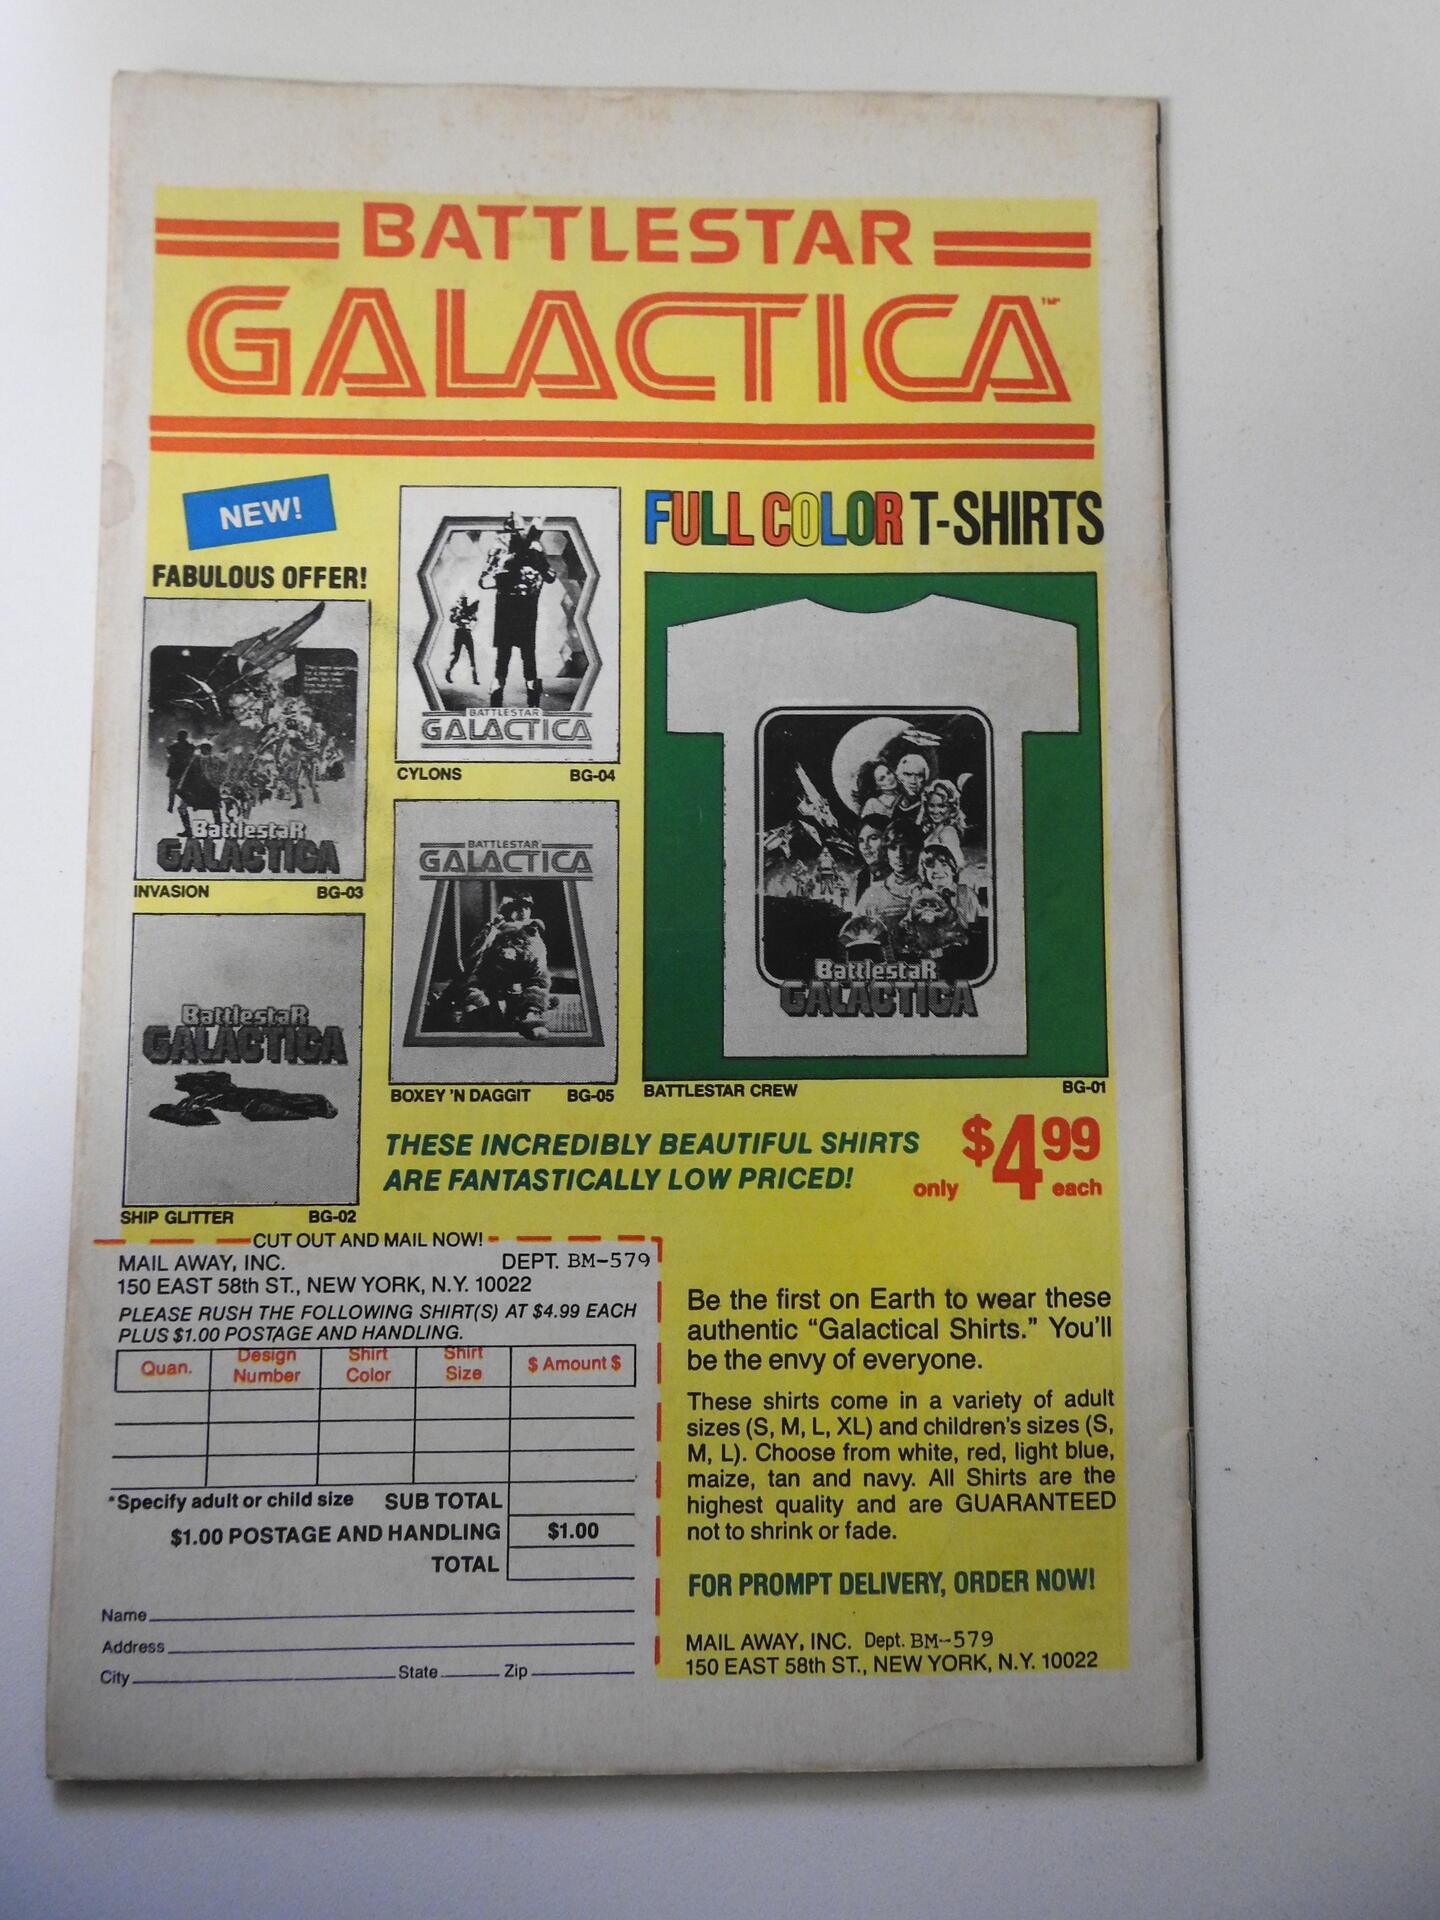 BATTLESTAR
GALACTICA™
NEW!
FABULOUS OFFER!
FULL COLOR T-SHIRTS
BattlestaR
GALACTICA
INVASION BG-03
BATTLESTAR
GALACTICA
CYLONS BG-04
BattlestaR
GALACTICA
SHIP GLITTER BG-02
BATTLESTAR
GALACTICA
BOXEY 'N DAGGIT BG-05
BattlestaR
GALACTICA
BATTLESTAR CREW BG-01
THESE INCREDIBLY BEAUTIFUL SHIRTS
ARE FANTASTICALLY LOW PRICED!
only $4.99 each
CUT OUT AND MAIL NOW!
MAIL AWAY, INC. DEPT. BM-579
150 EAST 58th ST., NEW YORK, N.Y. 10022
PLEASE RUSH THE FOLLOWING SHIRT(S) AT $4.99 EACH
PLUS $1.00 POSTAGE AND HANDLING.
Quan. Design Number Shirt Color Shirt Size $ Amount $
*Specify adult or child size SUB TOTAL
$1.00 POSTAGE AND HANDLING $1.00
TOTAL
Name
Address
City State Zip
Be the first on Earth to wear these
authentic “Galactical Shirts.” You'll
be the envy of everyone.
These shirts come in a variety of adult
sizes (S, M, L, XL) and children's sizes (S,
M, L). Choose from white, red, light blue,
maize, tan and navy. All Shirts are the
highest quality and are GUARANTEED
not to shrink or fade.
FOR PROMPT DELIVERY, ORDER NOW!
MAIL AWAY, INC. Dept. BM-579
150 EAST 58th ST., NEW YORK, N.Y. 10022